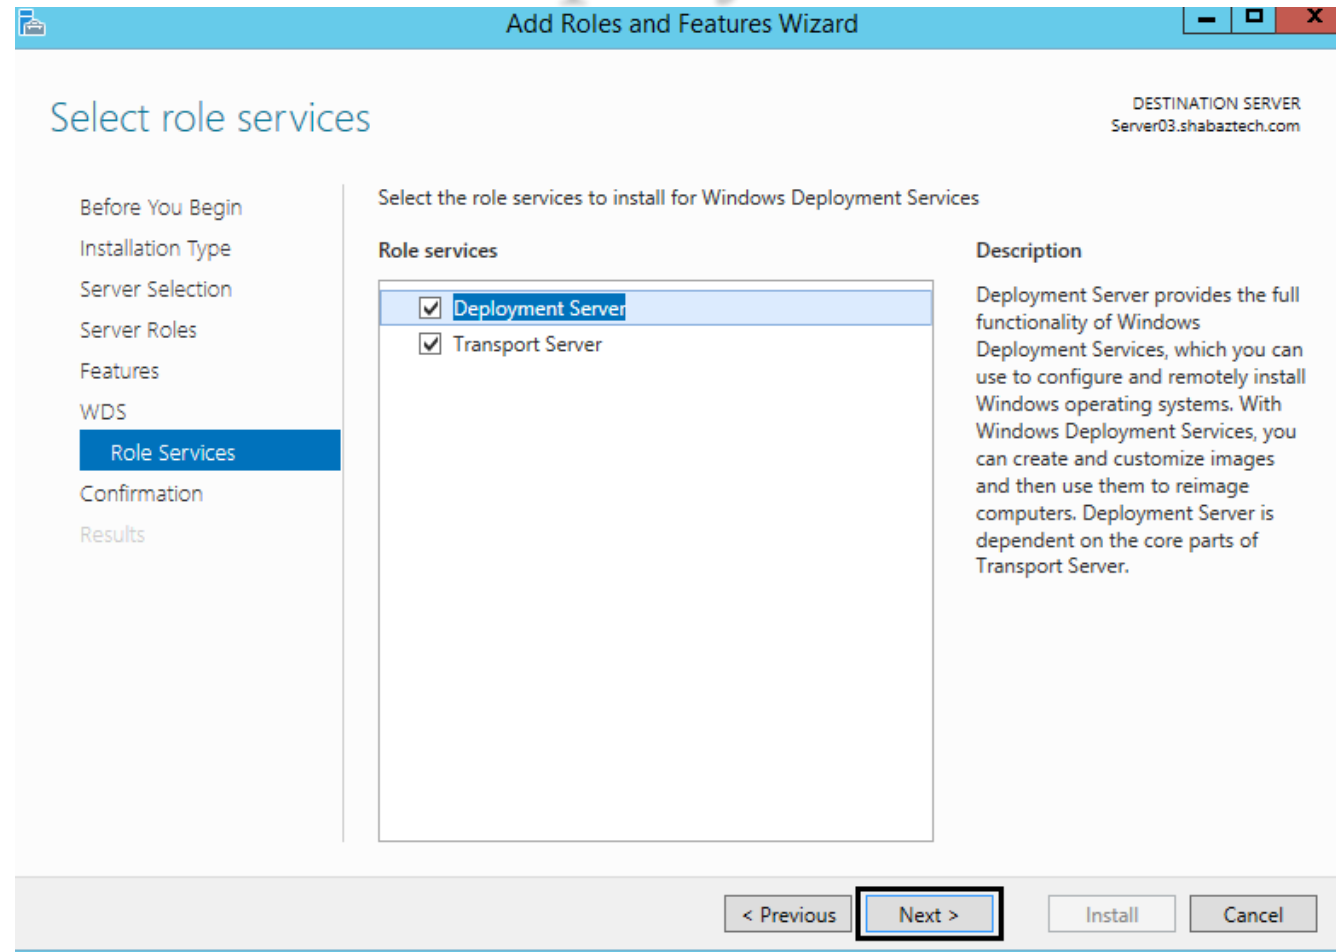 Add Roles and Features Wizard
Select role services
DESTINATION SERVER
Server03.shabaztech.com
Before You Begin
Installation Type
Server Selection
Server Roles
Features
WDS
Role Services
Confirmation
Results
Select the role services to install for Windows Deployment Services
Role services
Deployment Server
Transport Server
Description
Deployment Server provides the full
functionality of Windows
Deployment Services, which you can
use to configure and remotely install
Windows operating systems. With
Windows Deployment Services, you
can create and customize images
and then use them to reimage
computers. Deployment Server is
dependent on the core parts of
Transport Server.
< Previous
Next >
Install
Cancel